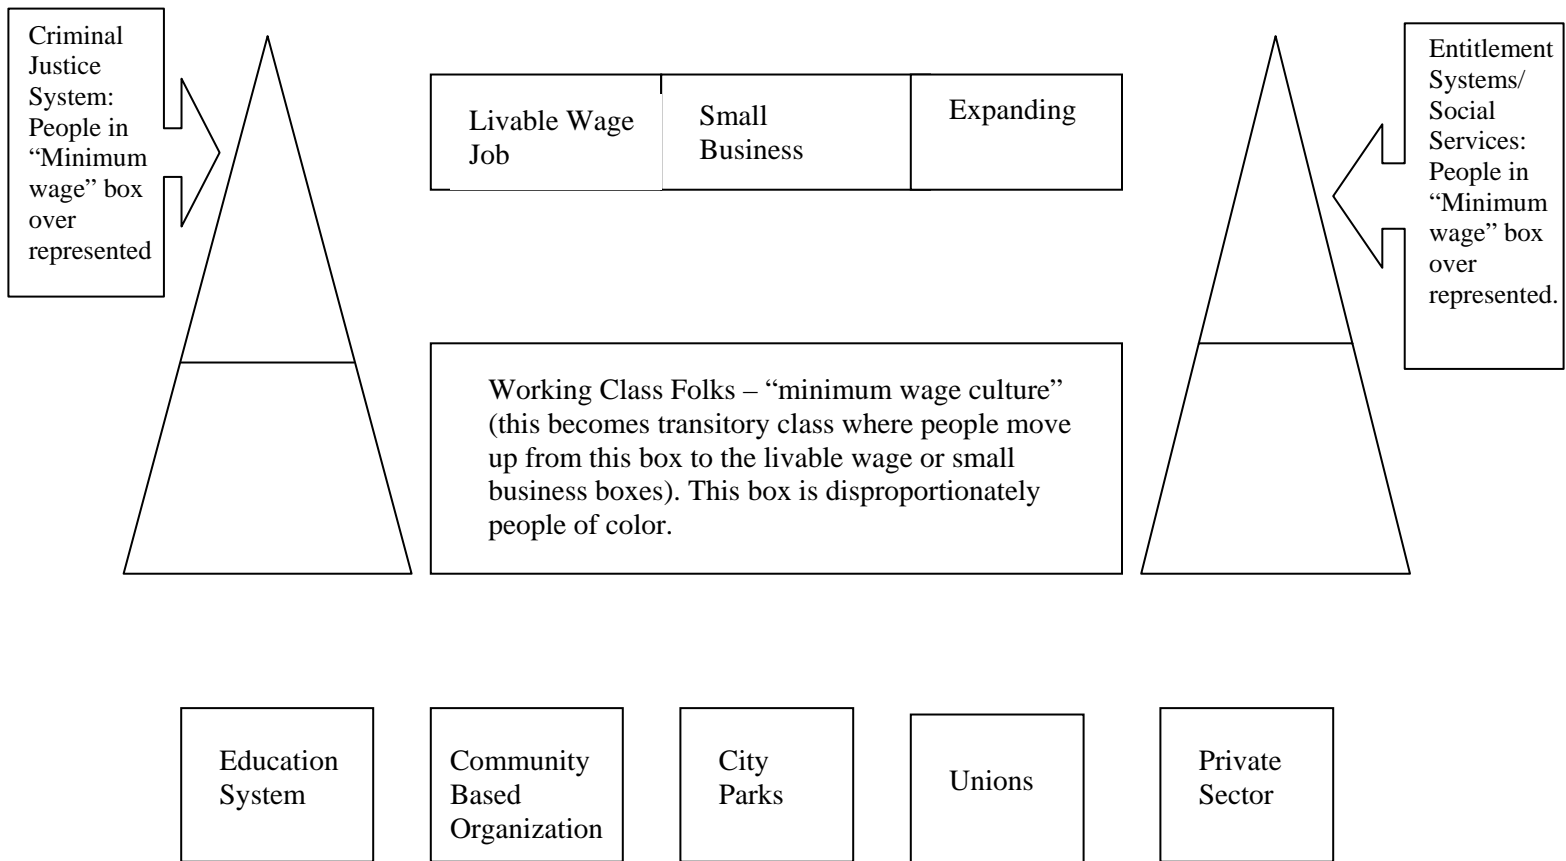 Criminal
Justice
System:
People in
“Minimum
wage” box
over
represented
Livable Wage
Job
Small
Business
Expanding
Entitlement
Systems/
Social
Services:
People in
“Minimum
wage” box
over
represented.
Working Class Folks – “minimum wage culture”
(this becomes transitory class where people move
up from this box to the livable wage or small
business boxes). This box is disproportionately
people of color.
Education
System
Community
Based
Organization
City
Parks
Unions
Private
Sector